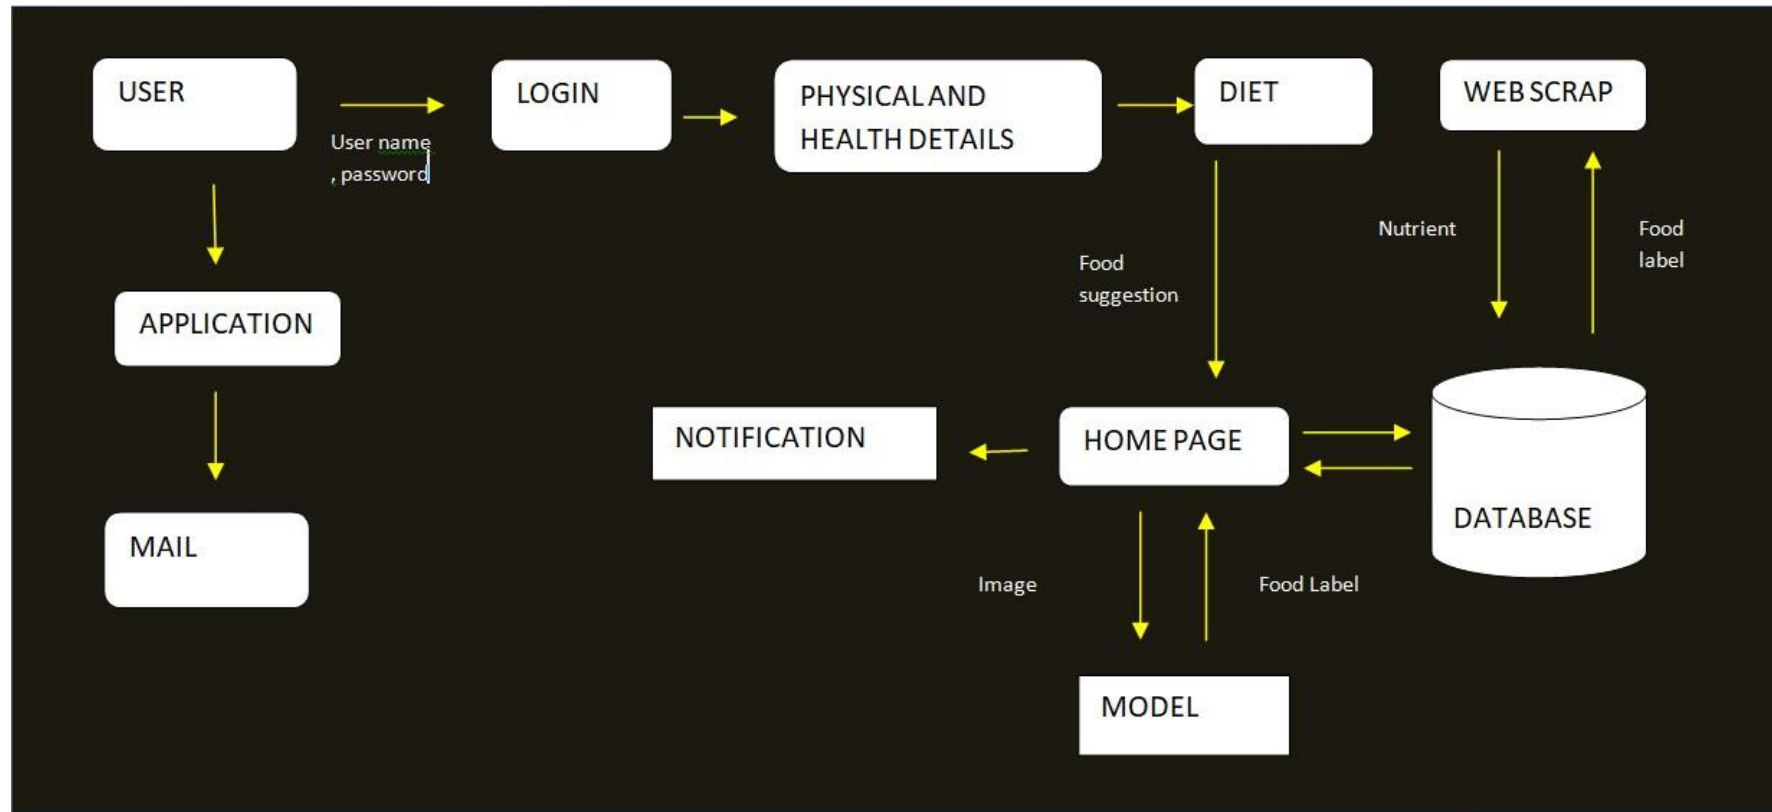 USER
LOGIN
PHYSICAL AND
HEALTH DETAILS
DIET
WEB SCRAP
User name
, password
Nutrient
Food
label
Food
suggestion
APPLICATION
NOTIFICATION
HOME PAGE
DATABASE
MAIL
Image
Food Label
MODEL